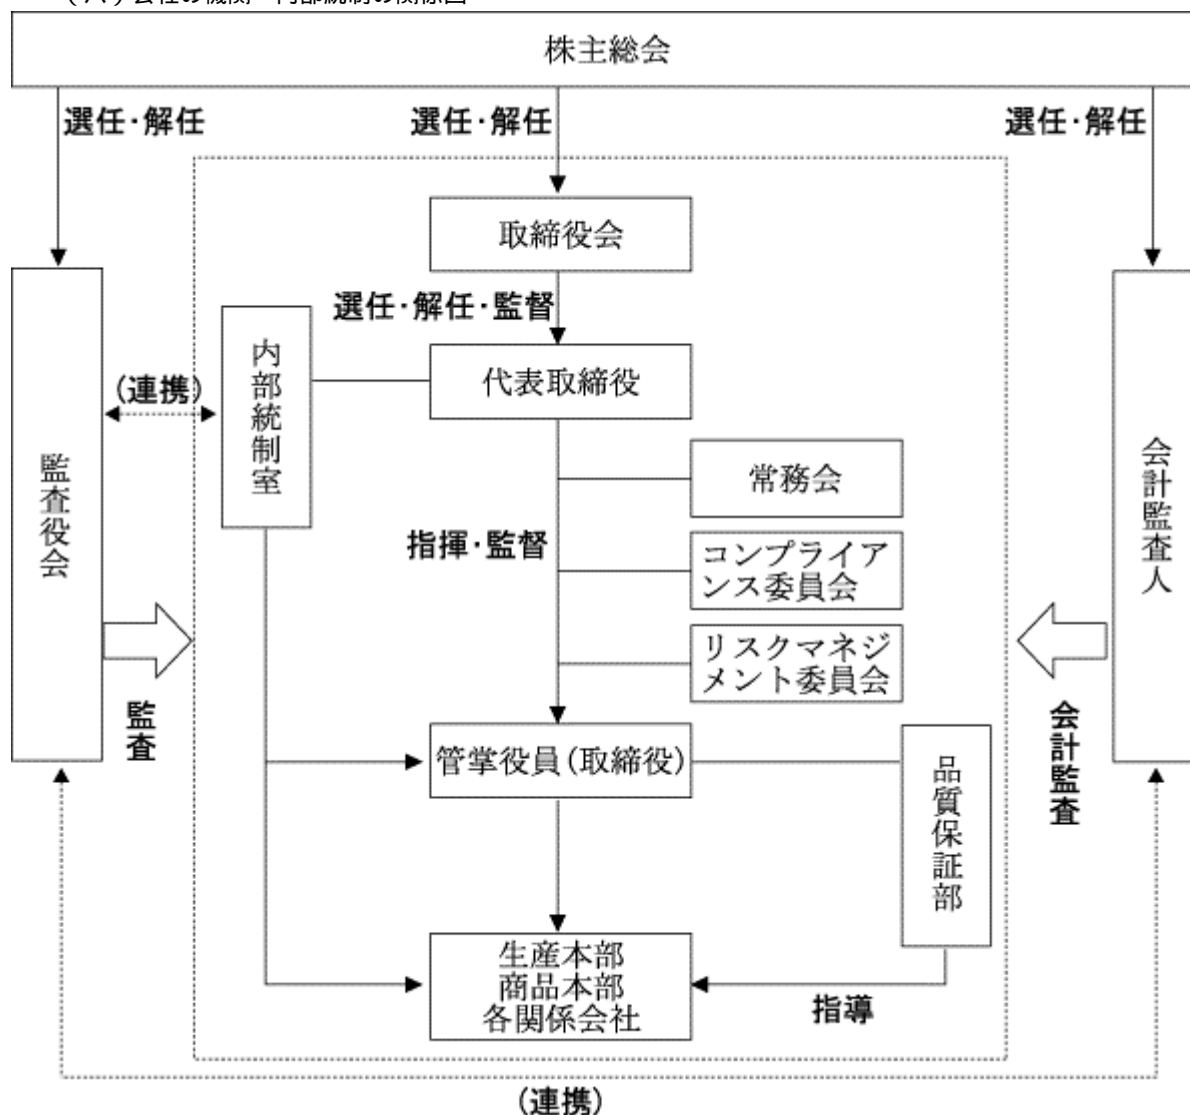 株主総会
選任・解任
選任・解任
選任・解任
取締役会
選任・解任・監督
内部統制室
代表取締役
(連携)
監査役会
常務会
会計監査人
指揮・監督
コンプライア
ンス委員会
リスクマネジ
メント委員会
監査
管掌役員(取締役)
会計監査
品質保証部
生産本部
商品本部
各関係会社
指導
(連携)